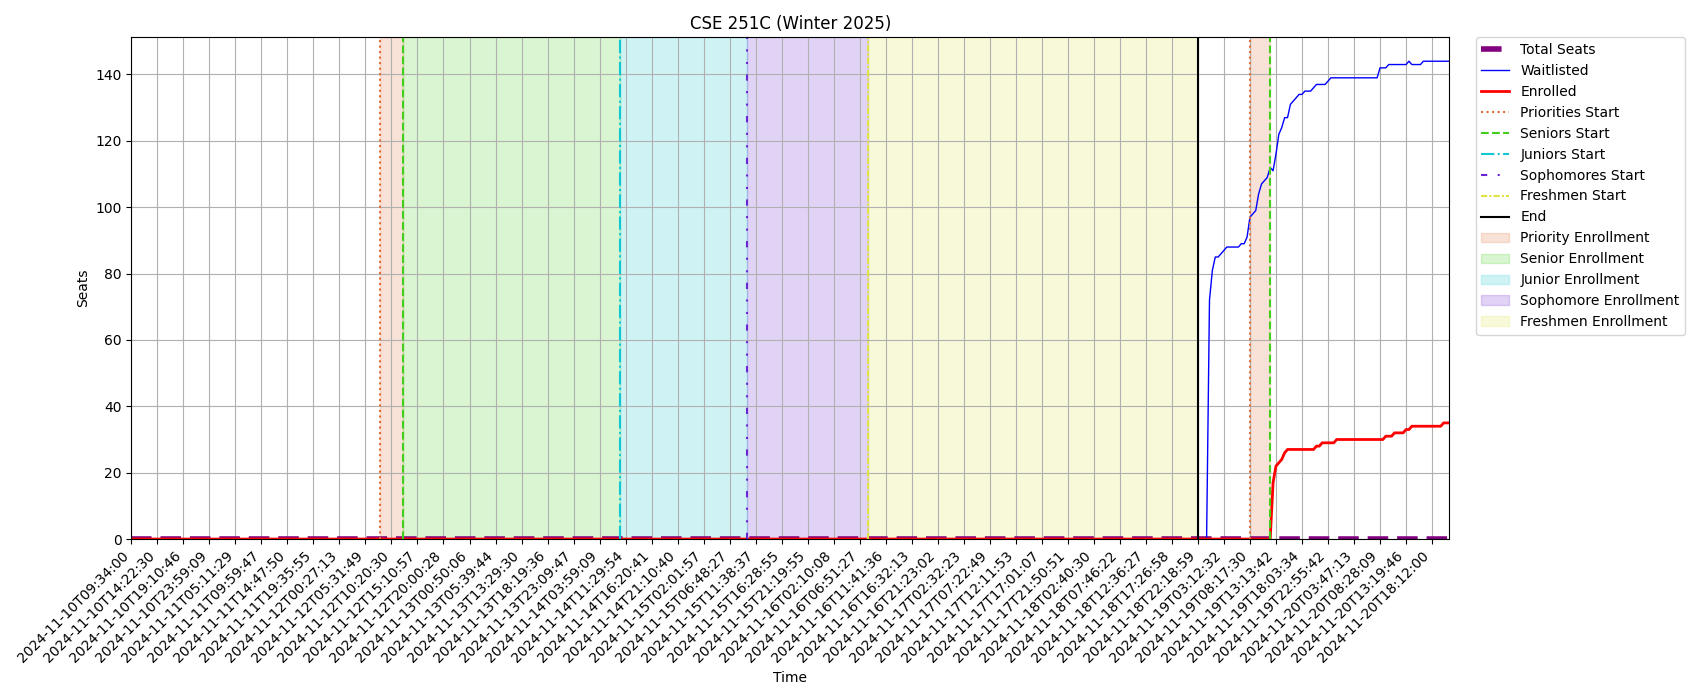 CSE 251C (Winter 2025)
Seats
140
120
100
80
60
40
20
0
2024-11-10T09:34:00
2024-11-10T14:22:30
2024-11-10T19:10:46
2024-11-10T23:59:09
2024-11-11T05:11:29
2024-11-11T09:59:47
2024-11-11T14:47:50
2024-11-11T19:35:55
2024-11-12T00:27:13
2024-11-12T05:31:49
2024-11-12T10:20:30
2024-11-12T15:10:57
2024-11-12T20:00:28
2024-11-13T00:50:06
2024-11-13T05:39:44
2024-11-13T13:29:30
2024-11-13T18:19:36
2024-11-13T23:09:47
2024-11-14T03:59:09
2024-11-14T11:29:54
2024-11-14T16:20:41
2024-11-14T21:10:40
2024-11-15T02:01:57
2024-11-15T06:48:27
2024-11-15T11:38:37
2024-11-15T16:28:55
2024-11-15T21:19:55
2024-11-16T02:10:08
2024-11-16T06:51:27
2024-11-16T11:41:36
2024-11-16T16:32:13
2024-11-16T21:23:02
2024-11-17T02:32:23
2024-11-17T07:22:49
2024-11-17T12:11:53
2024-11-17T17:01:07
2024-11-17T21:50:51
2024-11-18T02:40:30
2024-11-18T07:46:22
2024-11-18T12:36:27
2024-11-18T17:26:58
2024-11-18T22:18:59
2024-11-19T03:12:32
2024-11-19T08:17:30
2024-11-19T13:13:42
2024-11-19T18:03:34
2024-11-19T22:55:42
2024-11-20T03:47:13
2024-11-20T08:28:09
2024-11-20T13:19:46
2024-11-20T18:12:00
Time
Total Seats
Waitlisted
Enrolled
Priorities Start
Seniors Start
Juniors Start
Sophomores Start
Freshmen Start
End
Priority Enrollment
Senior Enrollment
Junior Enrollment
Sophomore Enrollment
Freshmen Enrollment